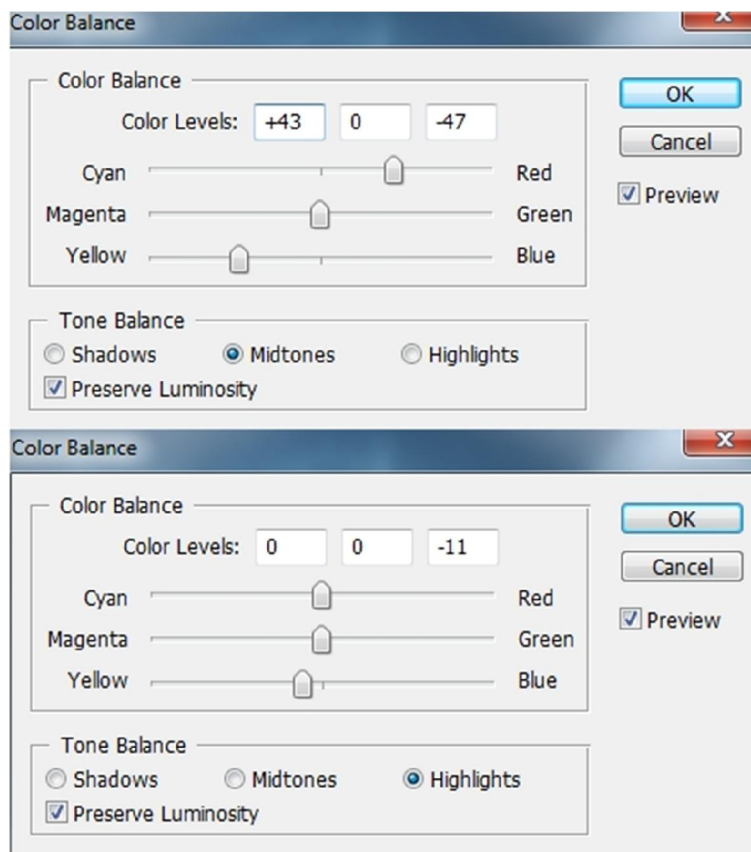 Color Balance
Color Balance
Color Levels: +43 0 -47
OK
Cyan Red
Cancel
Magenta Green
Preview
Yellow Blue
Tone Balance
Shadows Midtones Highlights
Preserve Luminosity
Color Balance
Color Balance
Color Levels: 0 0 -11
OK
Cyan Red
Cancel
Magenta Green
Preview
Yellow Blue
Tone Balance
Shadows Midtones Highlights
Preserve Luminosity